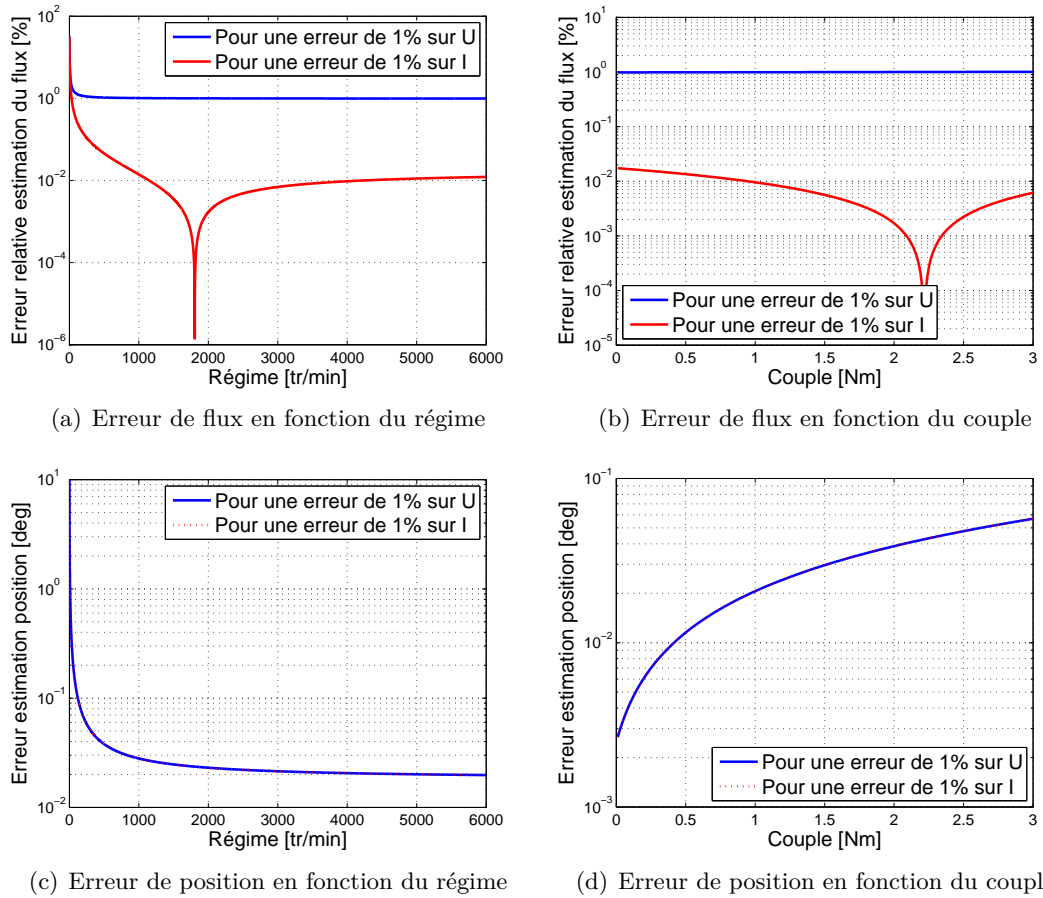 10^2
10^0
10^-2
10^-4
10^-6
Erreur relative estimation du flux [%]
Pour une erreur de 1% sur U
Pour une erreur de 1% sur I
0 1000 2000 3000 4000 5000 6000
Régime [tr/min]
(a) Erreur de flux en fonction du régime
10^1
10^0
10^-1
10^-2
10^-3
10^-4
10^-5
Erreur relative estimation du flux [%]
Pour une erreur de 1% sur U
Pour une erreur de 1% sur I
0 0.5 1 1.5 2 2.5 3
Couple [Nm]
(b) Erreur de flux en fonction du couple
10^1
10^0
10^-1
10^-2
Erreur estimation position [deg]
Pour une erreur de 1% sur U
Pour une erreur de 1% sur I
0 1000 2000 3000 4000 5000 6000
Régime [tr/min]
(c) Erreur de position en fonction du régime
10^-1
10^-2
10^-3
Erreur estimation position [deg]
Pour une erreur de 1% sur U
Pour une erreur de 1% sur I
0 0.5 1 1.5 2 2.5 3
Couple [Nm]
(d) Erreur de position en fonction du coupl